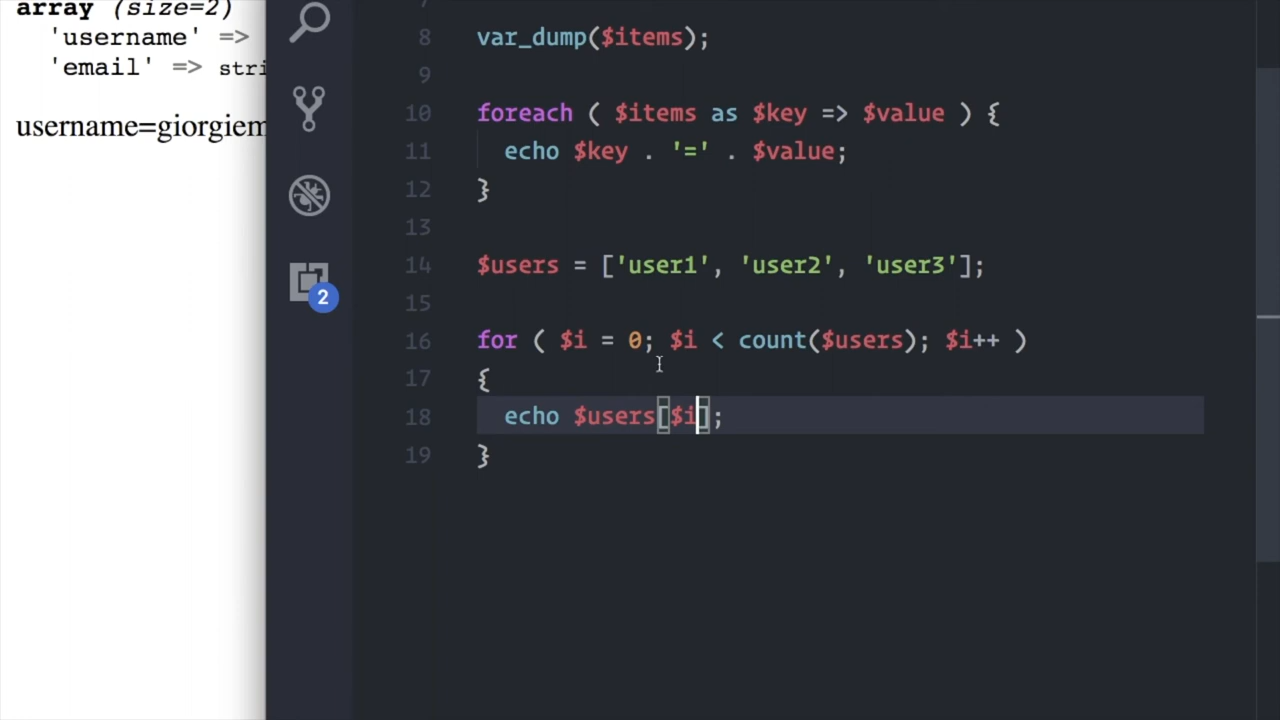 array (size=2)
'username' =>
'email' => stri
username=giorgiem
7
8 var_dump($items);
9
10 foreach ( $items as $key => $value ) {
11 echo $key . '=' . $value;
12 }
13
14 $users = ['user1', 'user2', 'user3'];
15
16 for ( $i = 0; $i < count($users); $i++ )
17 {
18 echo $users[$i];
19 }
2